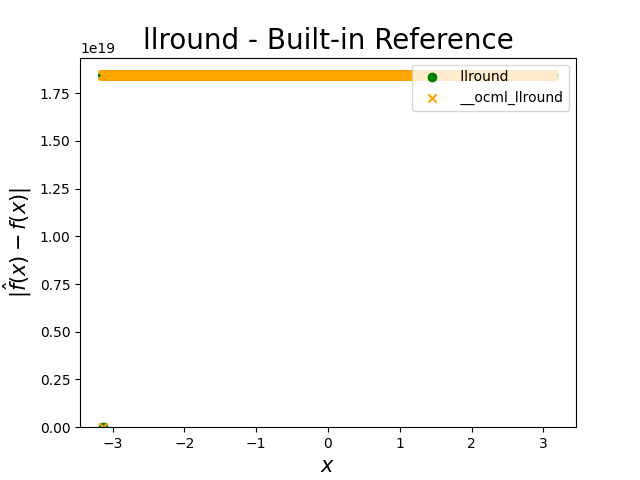 llround - Built-in Reference
1e19
llround
__ocml_llround
1.75
1.50
1.25
1.00
0.75
0.50
0.25
0.00
|f̂(x) − f(x)|
−3
−2
−1
0
1
2
3
x